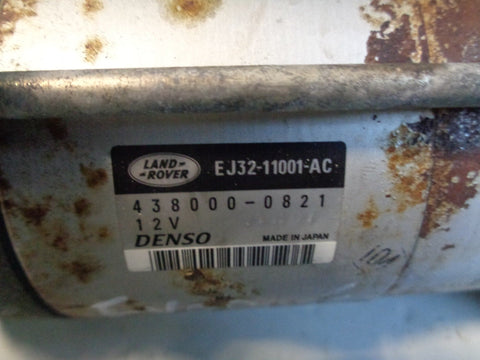 LAND-
-ROVER
EJ32-11001-AC
438000-0821
12V
DENSO
MADE IN JAPAN